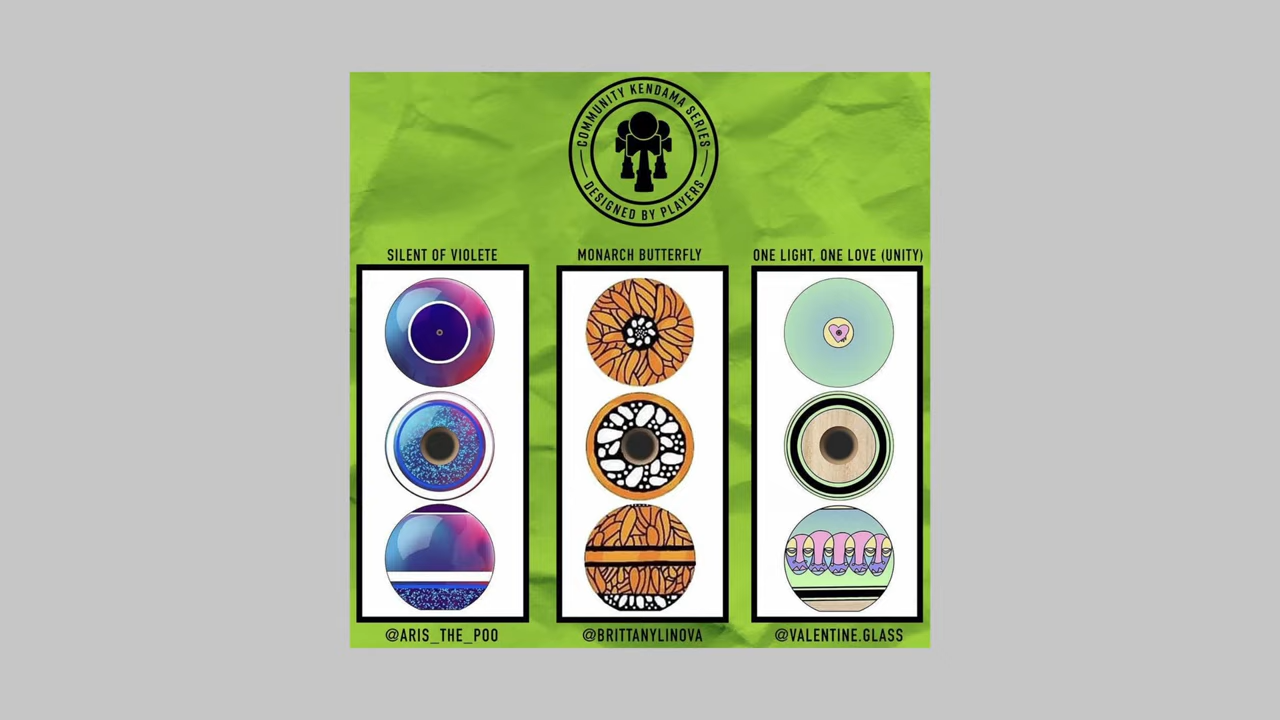 COMMUNITY KENDAMA SERIES
DESIGNED BY PLAYERS
SILENT OF VIOLETE
MONARCH BUTTERFLY
ONE LIGHT, ONE LOVE (UNITY)
@ARIS_THE_POO
@BRITTANYLINOVA
@VALENTINE.GLASS